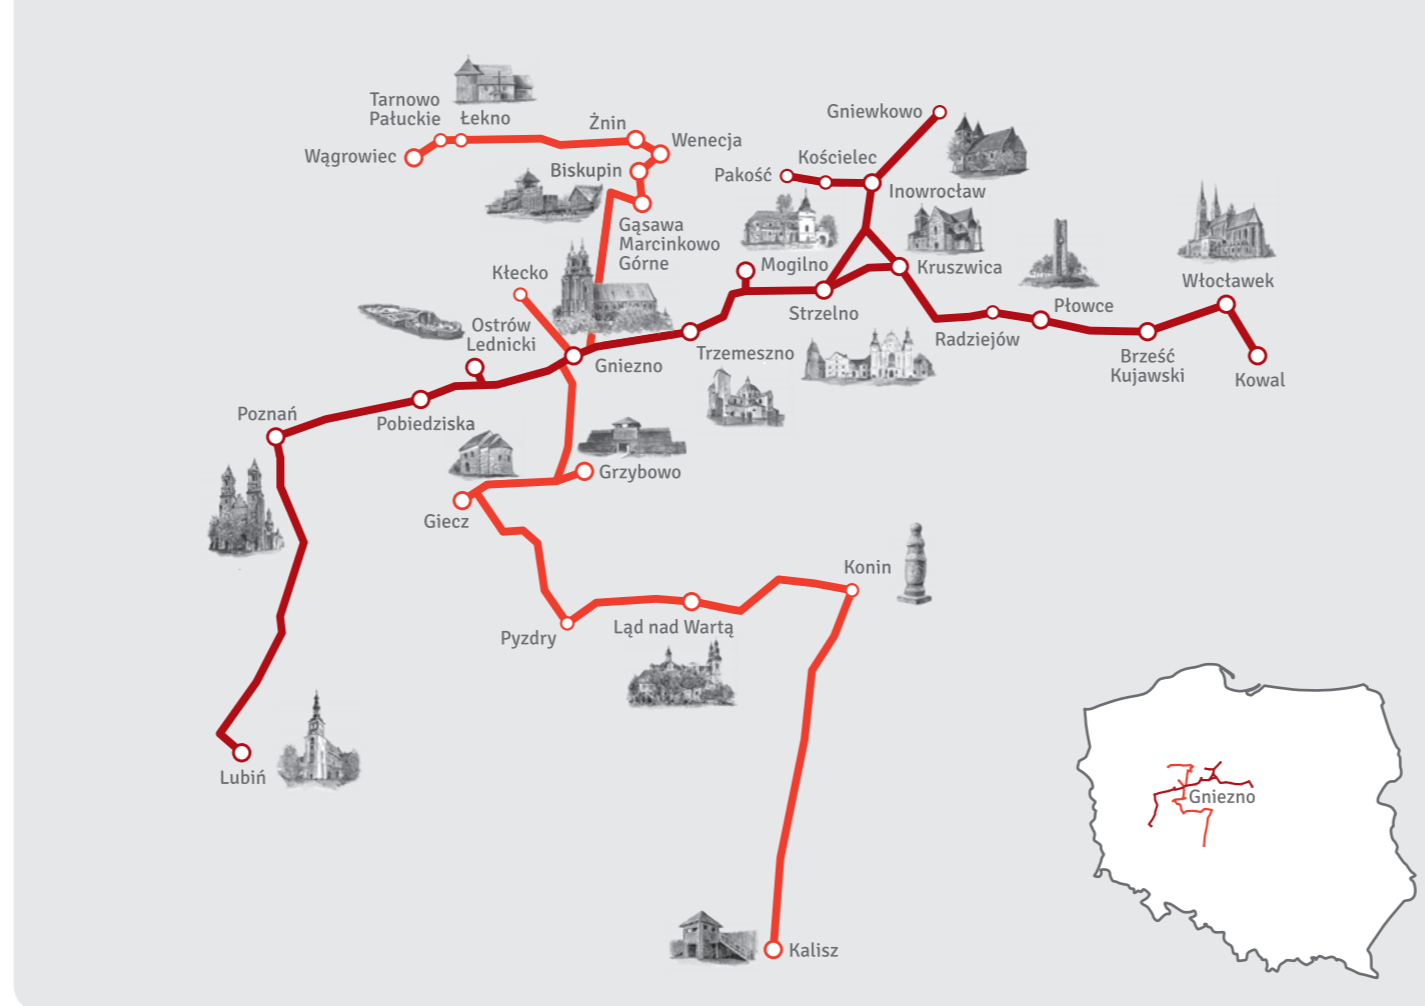 Tarnowo
Pałuckie
Łekno
Wągrowiec
Żnin
Wenecja
Biskupin
Gąsawa
Marcinkowo
Górne
Gniewkowo
Kościelec
Pakość
Inowrocław
Mogilno
Kruszwica
Włocławek
Kłecko
Strzelno
Płowce
Radziejów
Ostrów
Lednicki
Gniezno
Trzemeszno
Brześć
Kujawski
Kowal
Poznań
Pobiedziska
Grzybowo
Giecz
Konin
Pyzdry
Ląd nad Wartą
Lubiń
Gniezno
Kalisz